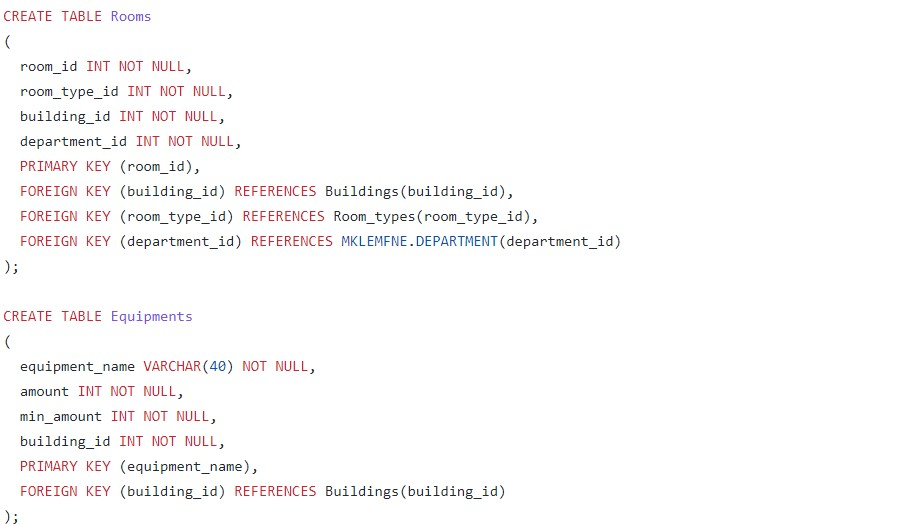 CREATE TABLE Rooms
(
  room_id INT NOT NULL,
  room_type_id INT NOT NULL,
  building_id INT NOT NULL,
  department_id INT NOT NULL,
  PRIMARY KEY (room_id),
  FOREIGN KEY (building_id) REFERENCES Buildings(building_id),
  FOREIGN KEY (room_type_id) REFERENCES Room_types(room_type_id),
  FOREIGN KEY (department_id) REFERENCES MKLEMFNE.DEPARTMENT(department_id)
);

CREATE TABLE Equipments
(
  equipment_name VARCHAR(40) NOT NULL,
  amount INT NOT NULL,
  min_amount INT NOT NULL,
  building_id INT NOT NULL,
  PRIMARY KEY (equipment_name),
  FOREIGN KEY (building_id) REFERENCES Buildings(building_id)
);